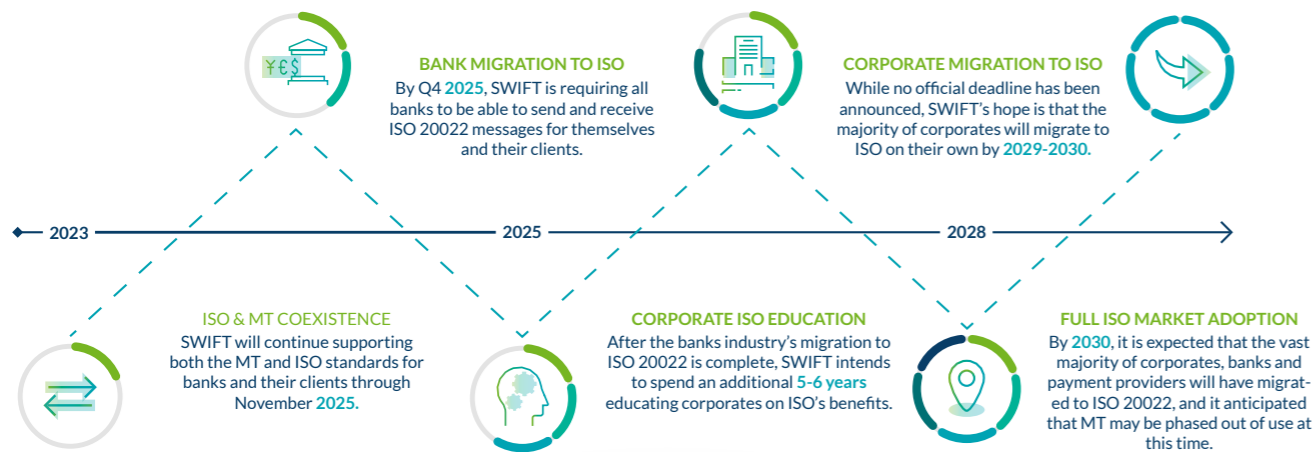 BANK MIGRATION TO ISO
By Q4 2025, SWIFT is requiring all
banks to be able to send and receive
ISO 20022 messages for themselves
and their clients.
CORPORATE MIGRATION TO ISO
While no official deadline has been
announced, SWIFT's hope is that the
majority of corporates will migrate to
ISO on their own by 2029-2030.
¥€$
2023
2025
2028
ISO & MT COEXISTENCE
SWIFT will continue supporting
both the MT and ISO standards for
banks and their clients through
November 2025.
CORPORATE ISO EDUCATION
After the banks industry's migration to
ISO 20022 is complete, SWIFT intends
to spend an additional 5-6 years
educating corporates on ISO's benefits.
FULL ISO MARKET ADOPTION
By 2030, it is expected that the vast
majority of corporates, banks and
payment providers will have migrat-
ed to ISO 20022, and it anticipated
that MT may be phased out of use at
this time.